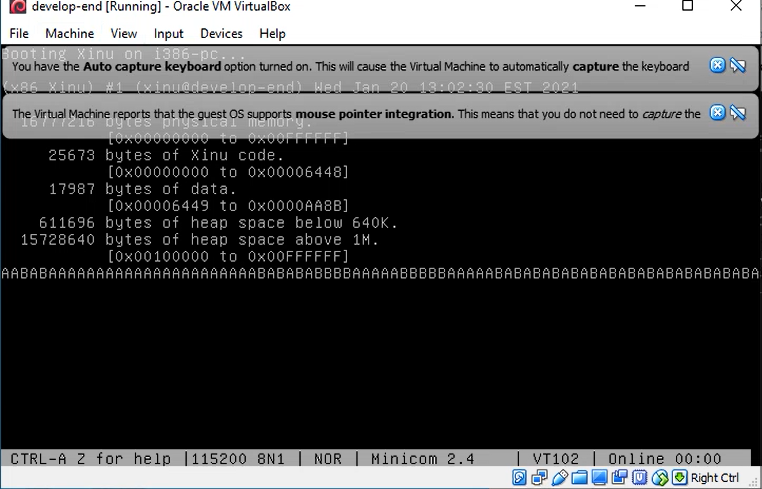 develop-end [Running] - Oracle VM VirtualBox
File Machine View Input Devices Help
Booting Xinu on i386-pc...
You have the Auto capture keyboard option turned on. This will cause the Virtual Machine to automatically capture the keyboard
(x86 Xinu) #1 (xinu@develop-end) Wed Jan 20 13:02:30 EST 2021
The Virtual Machine reports that the guest OS supports mouse pointer integration. This means that you do not need to capture the
16777216 bytes physical memory.
[0x00000000 to 0x00FFFFFF]
25673 bytes of Xinu code.
[0x00000000 to 0x00006448]
17987 bytes of data.
[0x00006449 to 0x0000AA8B]
611696 bytes of heap space below 640K.
15728640 bytes of heap space above 1M.
[0x00100000 to 0x00FFFFFF]
AABABAAAAAAAAAAAAAAAAAAABABABABBBBAAAAABBBBBAAAAABABABABABABABABABABABABABA
CTRL-A Z for help |115200 8N1 | NOR | Minicom 2.4 | VT102 | Online 00:00
Right Ctrl